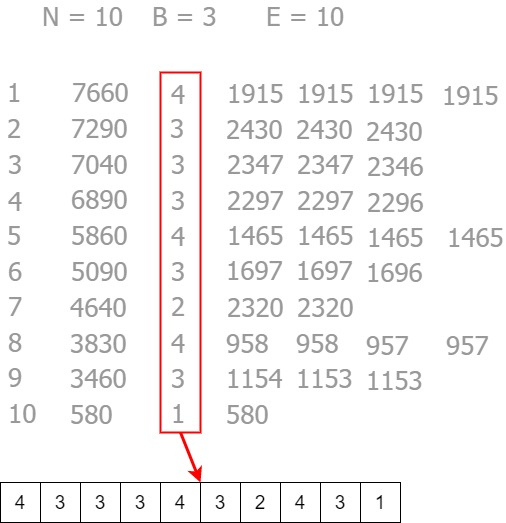 N = 10 B = 3 E = 10
1 7660 4 1915 1915 1915 1915
2 7290 3 2430 2430 2430
3 7040 3 2347 2347 2346
4 6890 3 2297 2297 2296
5 5860 4 1465 1465 1465 1465
6 5090 3 1697 1697 1696
7 4640 2 2320 2320
8 3830 4 958 958 957 957
9 3460 3 1154 1153 1153
10 580 1 580
4 3 3 3 4 3 2 4 3 1